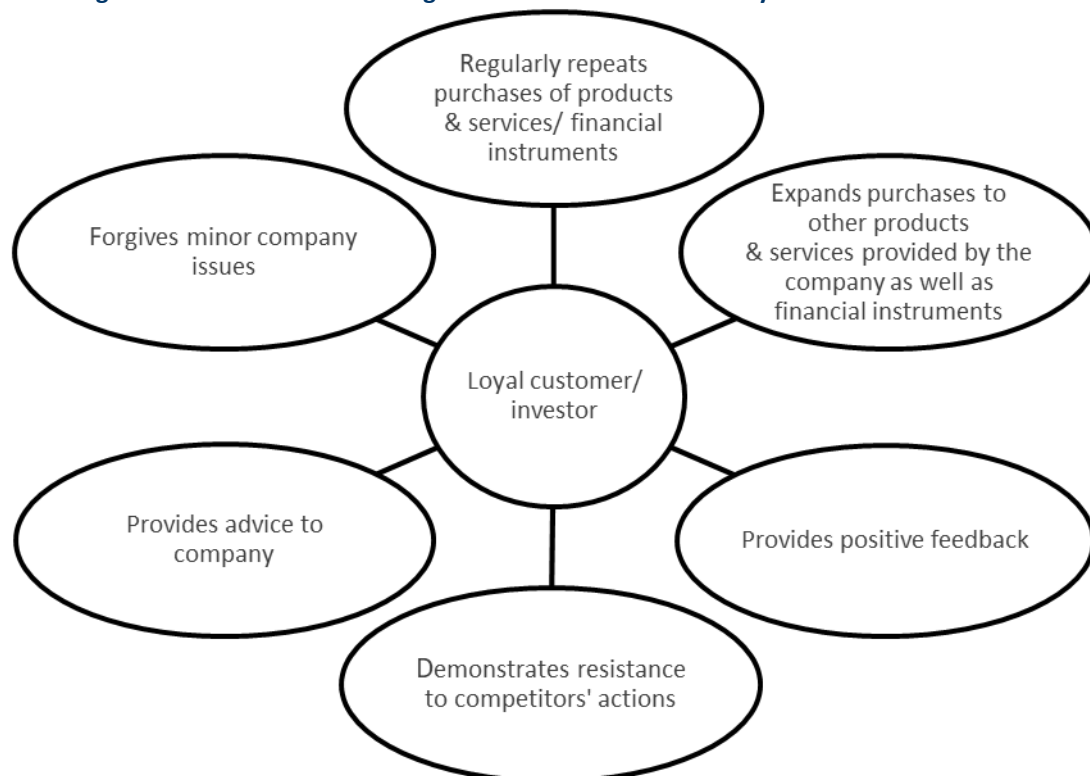 Regularly repeats
purchases of products
& services/ financial
instruments
Expands purchases to
other products
& services provided by the
company as well as
financial instruments
Forgives minor company
issues
Loyal customer/
investor
Provides advice to
company
Provides positive feedback
Demonstrates resistance
to competitors' actions